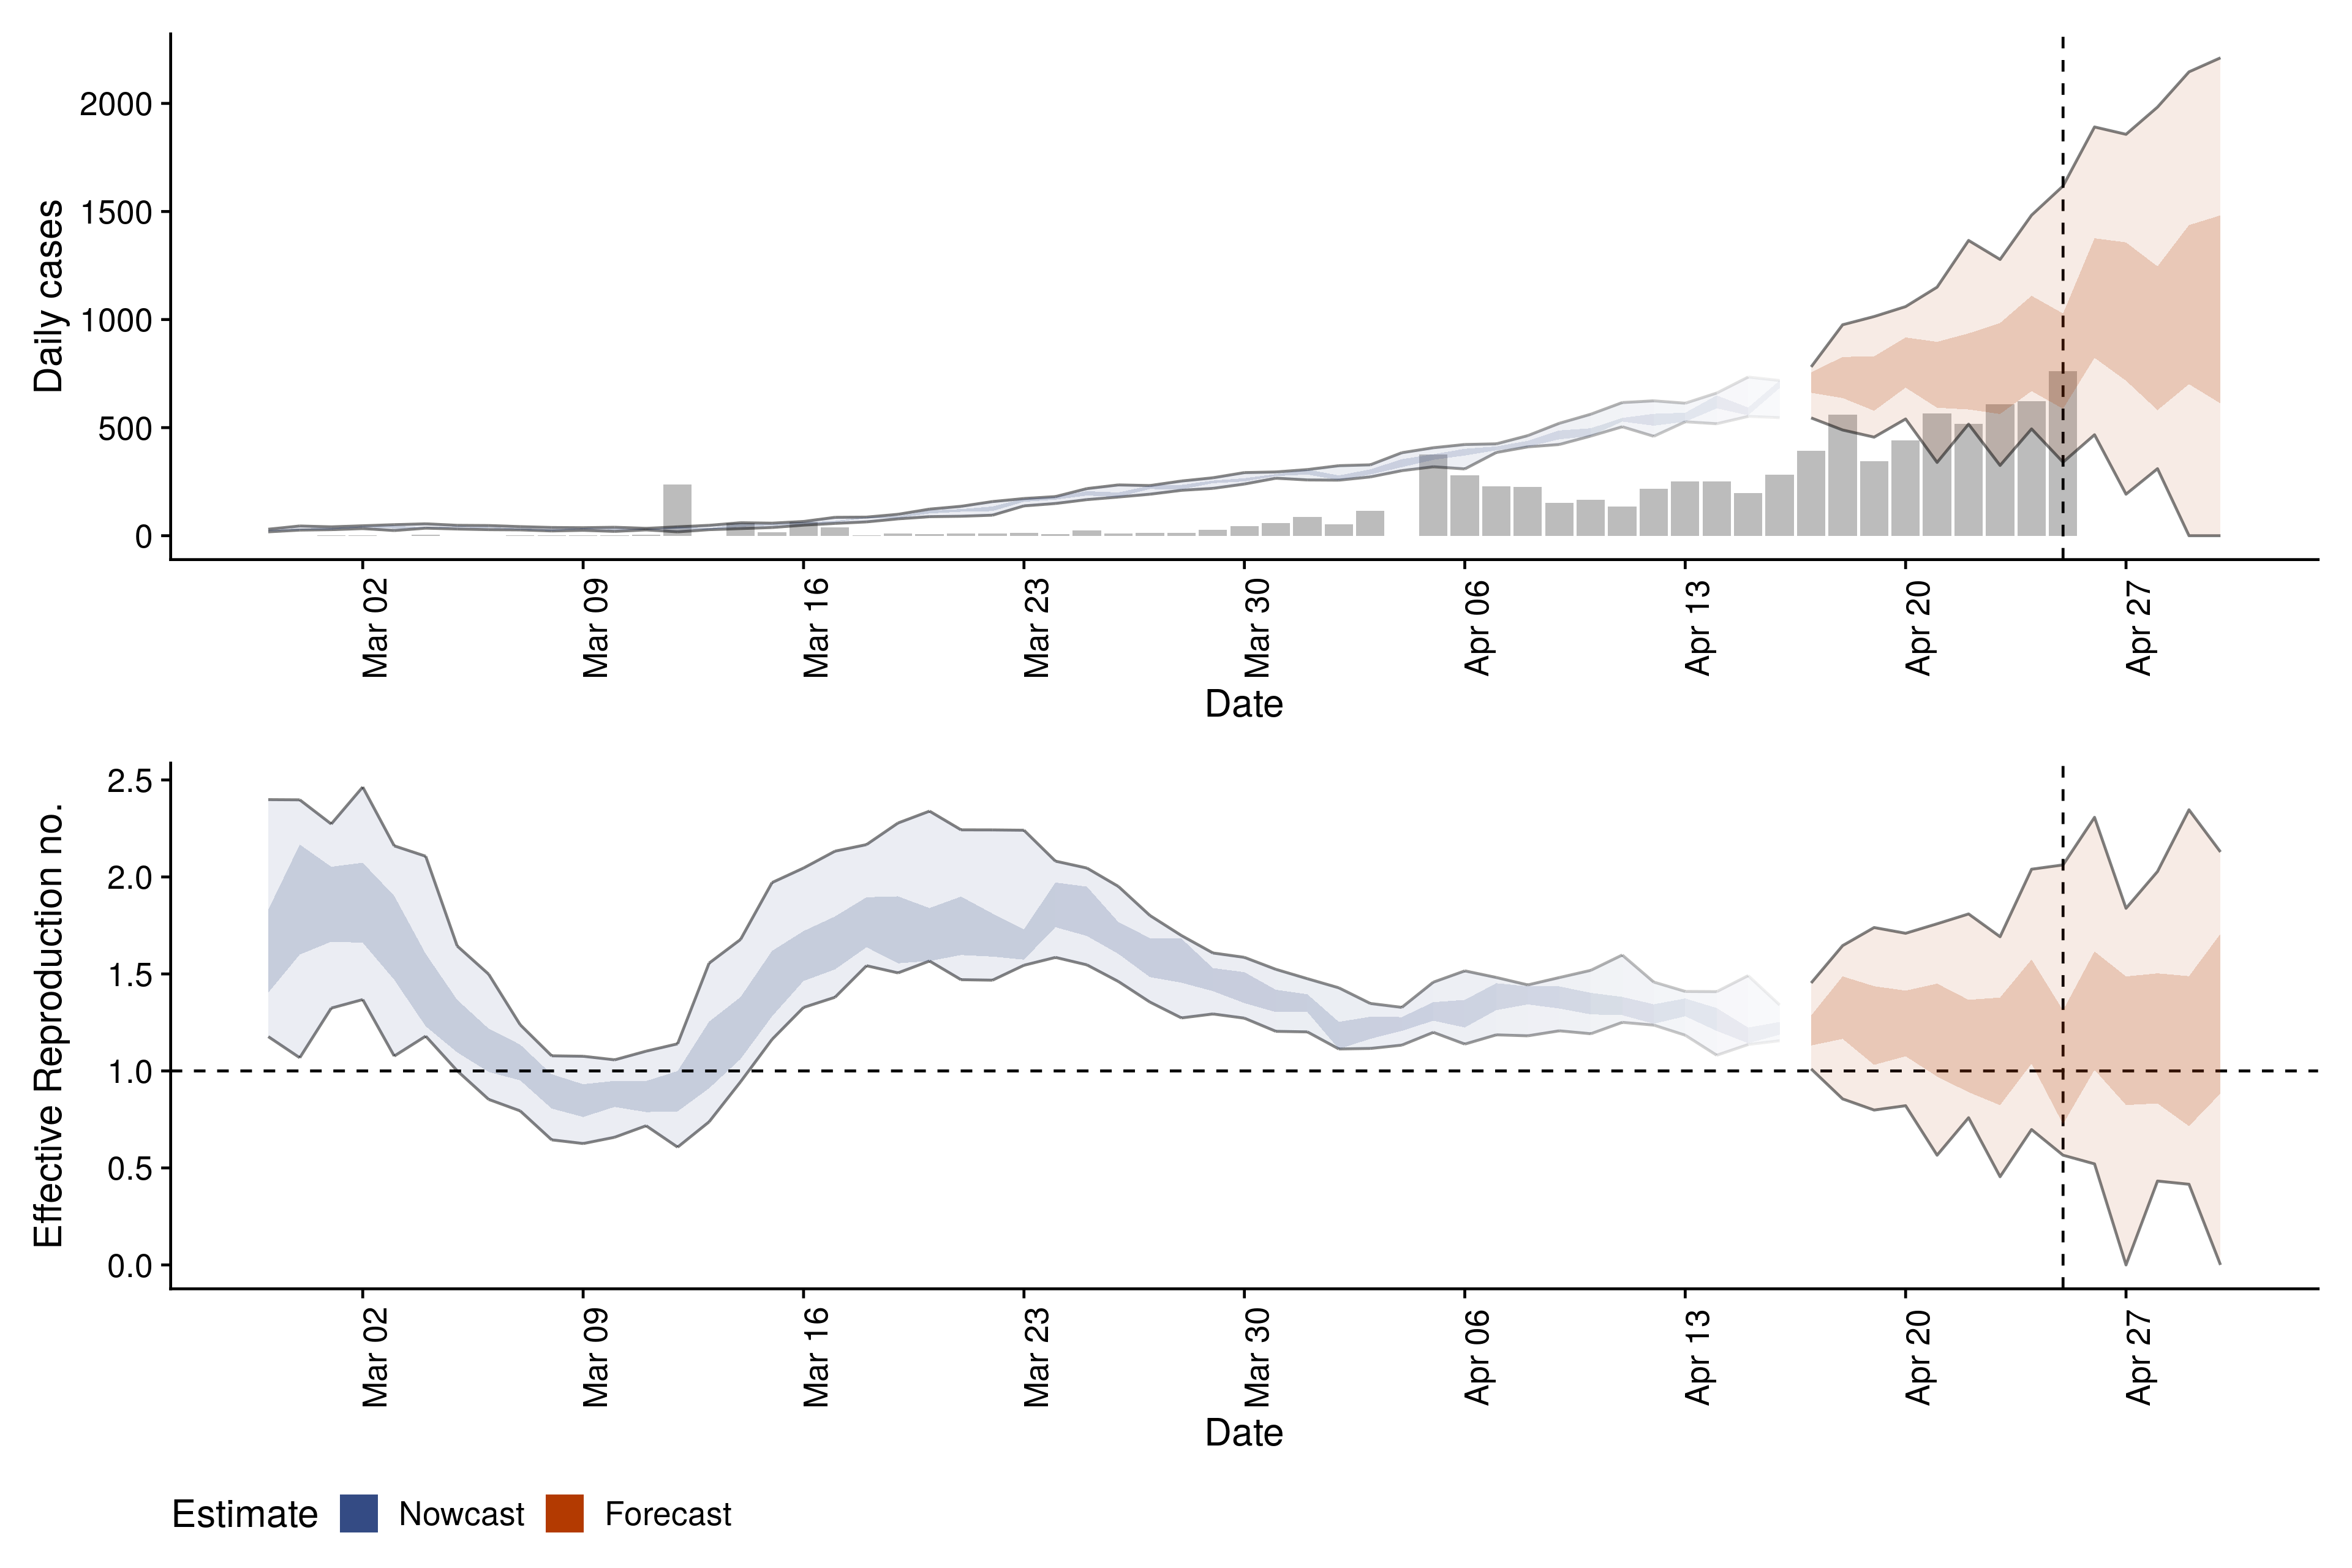 Daily cases
2000
1500
1000
500
0
Mar 02
Mar 09
Mar 16
Mar 23
Mar 30
Apr 06
Apr 13
Apr 20
Apr 27
Date
Effective Reproduction no.
2.5
2.0
1.5
1.0
0.5
0.0
Mar 02
Mar 09
Mar 16
Mar 23
Mar 30
Apr 06
Apr 13
Apr 20
Apr 27
Date
Estimate Nowcast Forecast